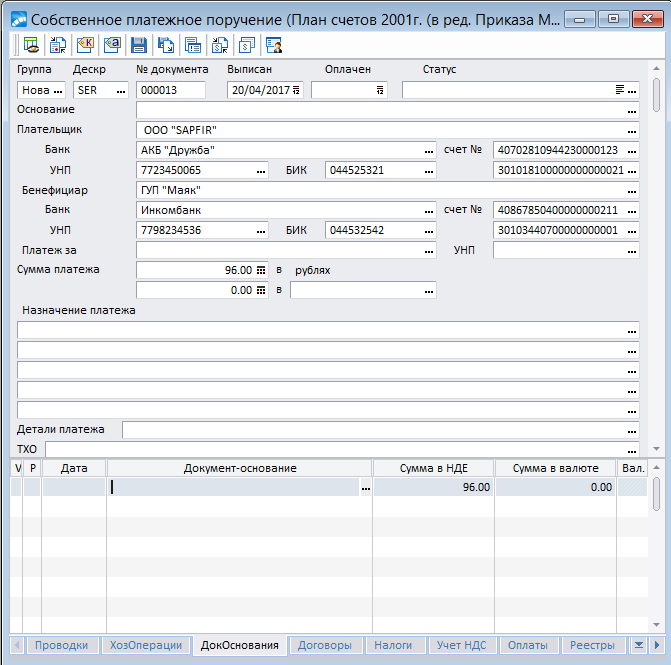 Собственное платежное поручение (План счетов 2001г. (в ред. Приказа М...
Группа Дескр № документа Выписан Оплачен Статус
Нова ... SER ... 000013 20/04/2017
Основание ...
Плательщик ООО "SAPFIR"
Банк АКБ "Дружба" ... счет № 40702810944230000123 ...
УНП 7723450065 ... БИК 044525321 ... 30101810000000000021 ...
Бенефициар ГУП "Маяк" ...
Банк Инкомбанк ... счет № 40867850400000000211 ...
УНП 7798234536 ... БИК 044532542 ... 30103440700000000001 ...
Платеж за ... УНП ...
Сумма платежа 96.00 в рублях
0.00 в ...
Назначение платежа
...
...
...
...
...
Детали платежа ...
ТХО ...
V Р Дата Документ-основание Сумма в НДЕ Сумма в валюте Вал.
... 96.00 0.00
Проводки ХозОперации ДокОснования Договоры Налоги Учет НДС Оплаты Реестры